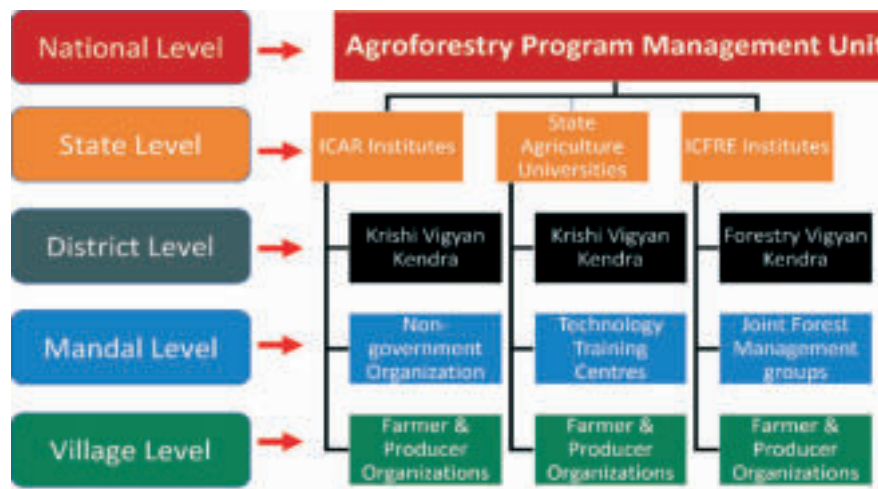 National Level
Agroforestry Program Management Unit
State Level
ICAR Institutes
State
Agriculture
Universities
ICFRE Institutes
District Level
Krishi Vigyan
Kendra
Krishi Vigyan
Kendra
Forestry Vigyan
Kendra
Mandal Level
Non-
government
Organization
Technology
Training
Centres
Joint Forest
Management
groups
Village Level
Farmer &
Producer
Organizations
Farmer &
Producer
Organizations
Farmer &
Producer
Organizations